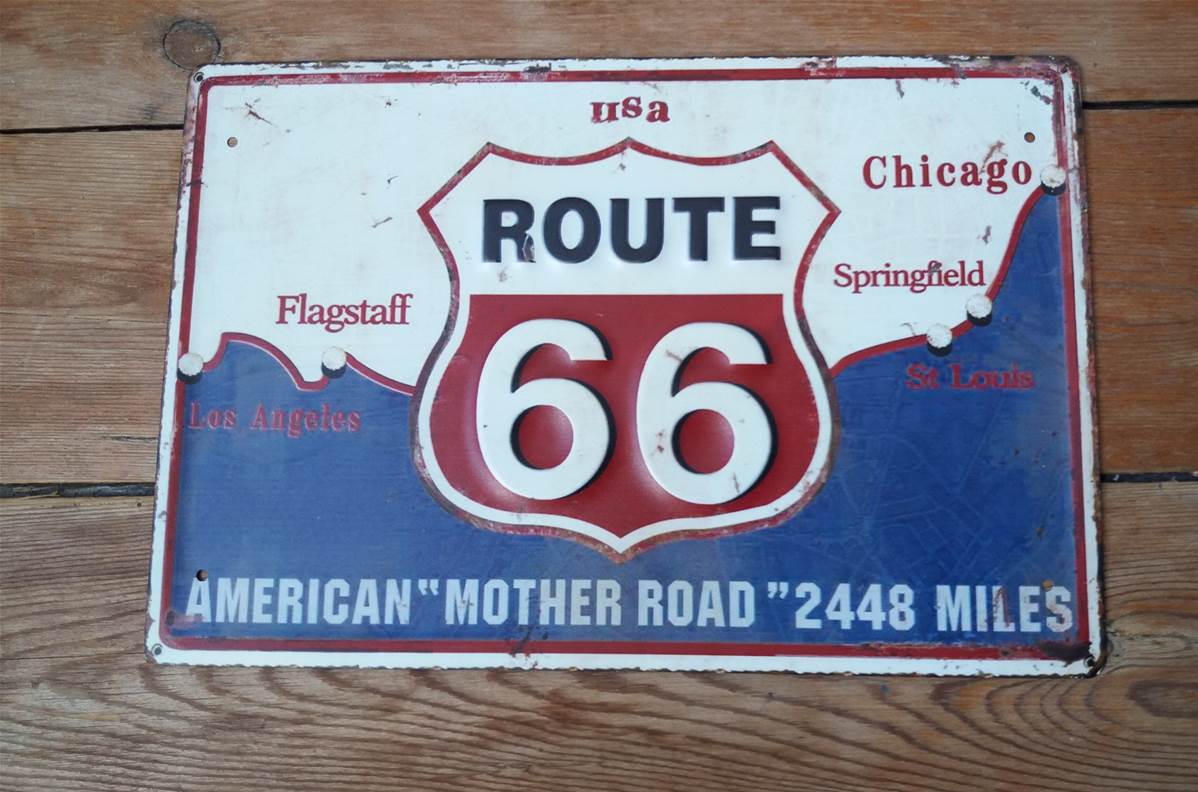 usa
Chicago
ROUTE
Springfield
Flagstaff
66
St Louis
Los Angeles
AMERICAN "MOTHER ROAD" 2448 MILES